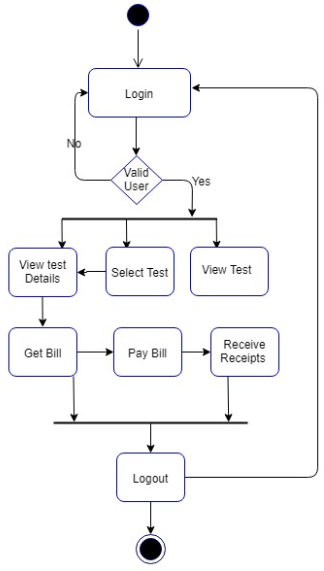 Login
No
Valid
User
Yes
View test
Details
Select Test
View Test
Get Bill
Pay Bill
Receive
Receipts
Logout